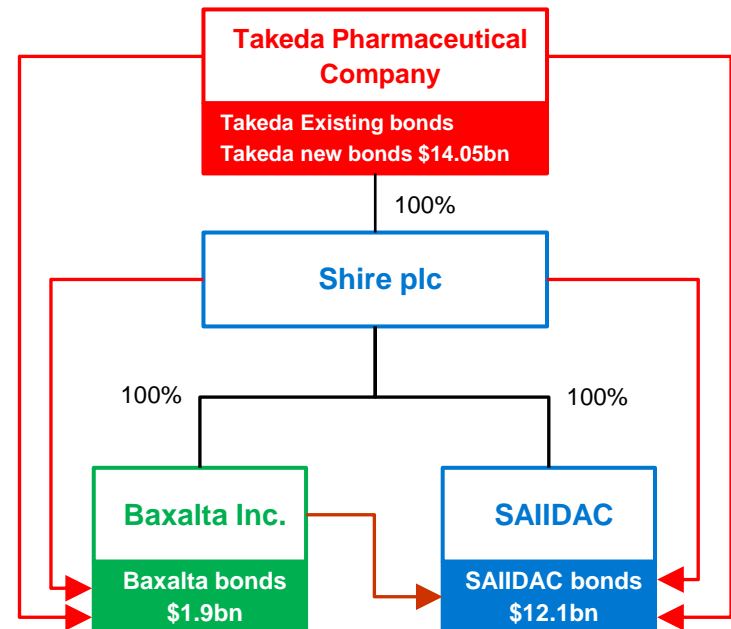 Takeda Pharmaceutical
Company
Takeda Existing bonds
Takeda new bonds $14.05bn
100%
Shire plc
100%
100%
Baxalta Inc.
SAIIDAC
Baxalta bonds
$1.9bn
SAIIDAC bonds
$12.1bn